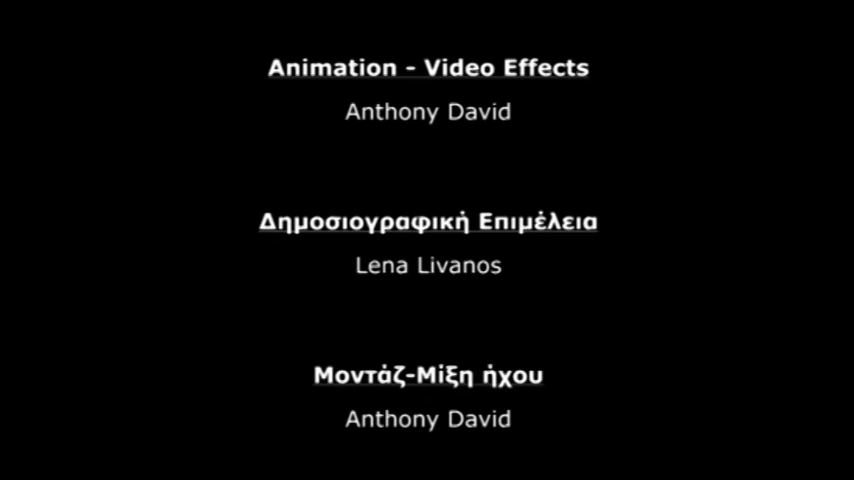 Animation - Video Effects
Anthony David
Δημοσιογραφική Επιμέλεια
Lena Livanos
Μοντάζ-Μίξη ήχου
Anthony David